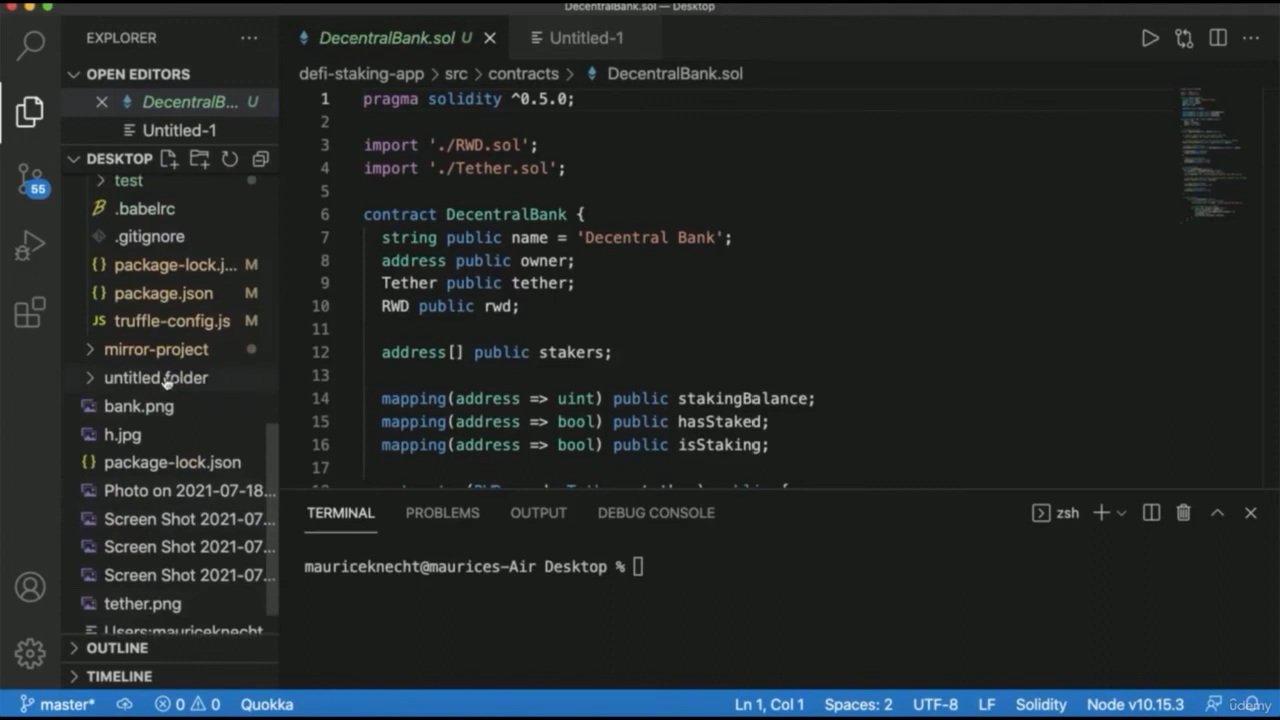 DecentralBank.sol — Desktop
EXPLORER
DecentralBank.sol U
Untitled-1
OPEN EDITORS
DecentralB... U
Untitled-1
DESKTOP
test
.babelrc
.gitignore
package-lock.j... M
package.json M
truffle-config.js M
mirror-project
untitled folder
bank.png
h.jpg
package-lock.json
Photo on 2021-07-18...
Screen Shot 2021-07...
Screen Shot 2021-07...
Screen Shot 2021-07...
tether.png
Users:mauriceknecht
OUTLINE
TIMELINE
55
defi-staking-app > src > contracts > DecentralBank.sol
1 pragma solidity ^0.5.0;
2
3 import './RWD.sol';
4 import './Tether.sol';
5
6 contract DecentralBank {
7 string public name = 'Decentral Bank';
8 address public owner;
9 Tether public tether;
10 RWD public rwd;
11
12 address[] public stakers;
13
14 mapping(address => uint) public stakingBalance;
15 mapping(address => bool) public hasStaked;
16 mapping(address => bool) public isStaking;
17
TERMINAL PROBLEMS OUTPUT DEBUG CONSOLE zsh
mauriceknecht@maurices-Air Desktop %
master* 0 0 Quokka Ln 1, Col 1 Spaces: 2 UTF-8 LF Solidity Node v10.15.3
udemy